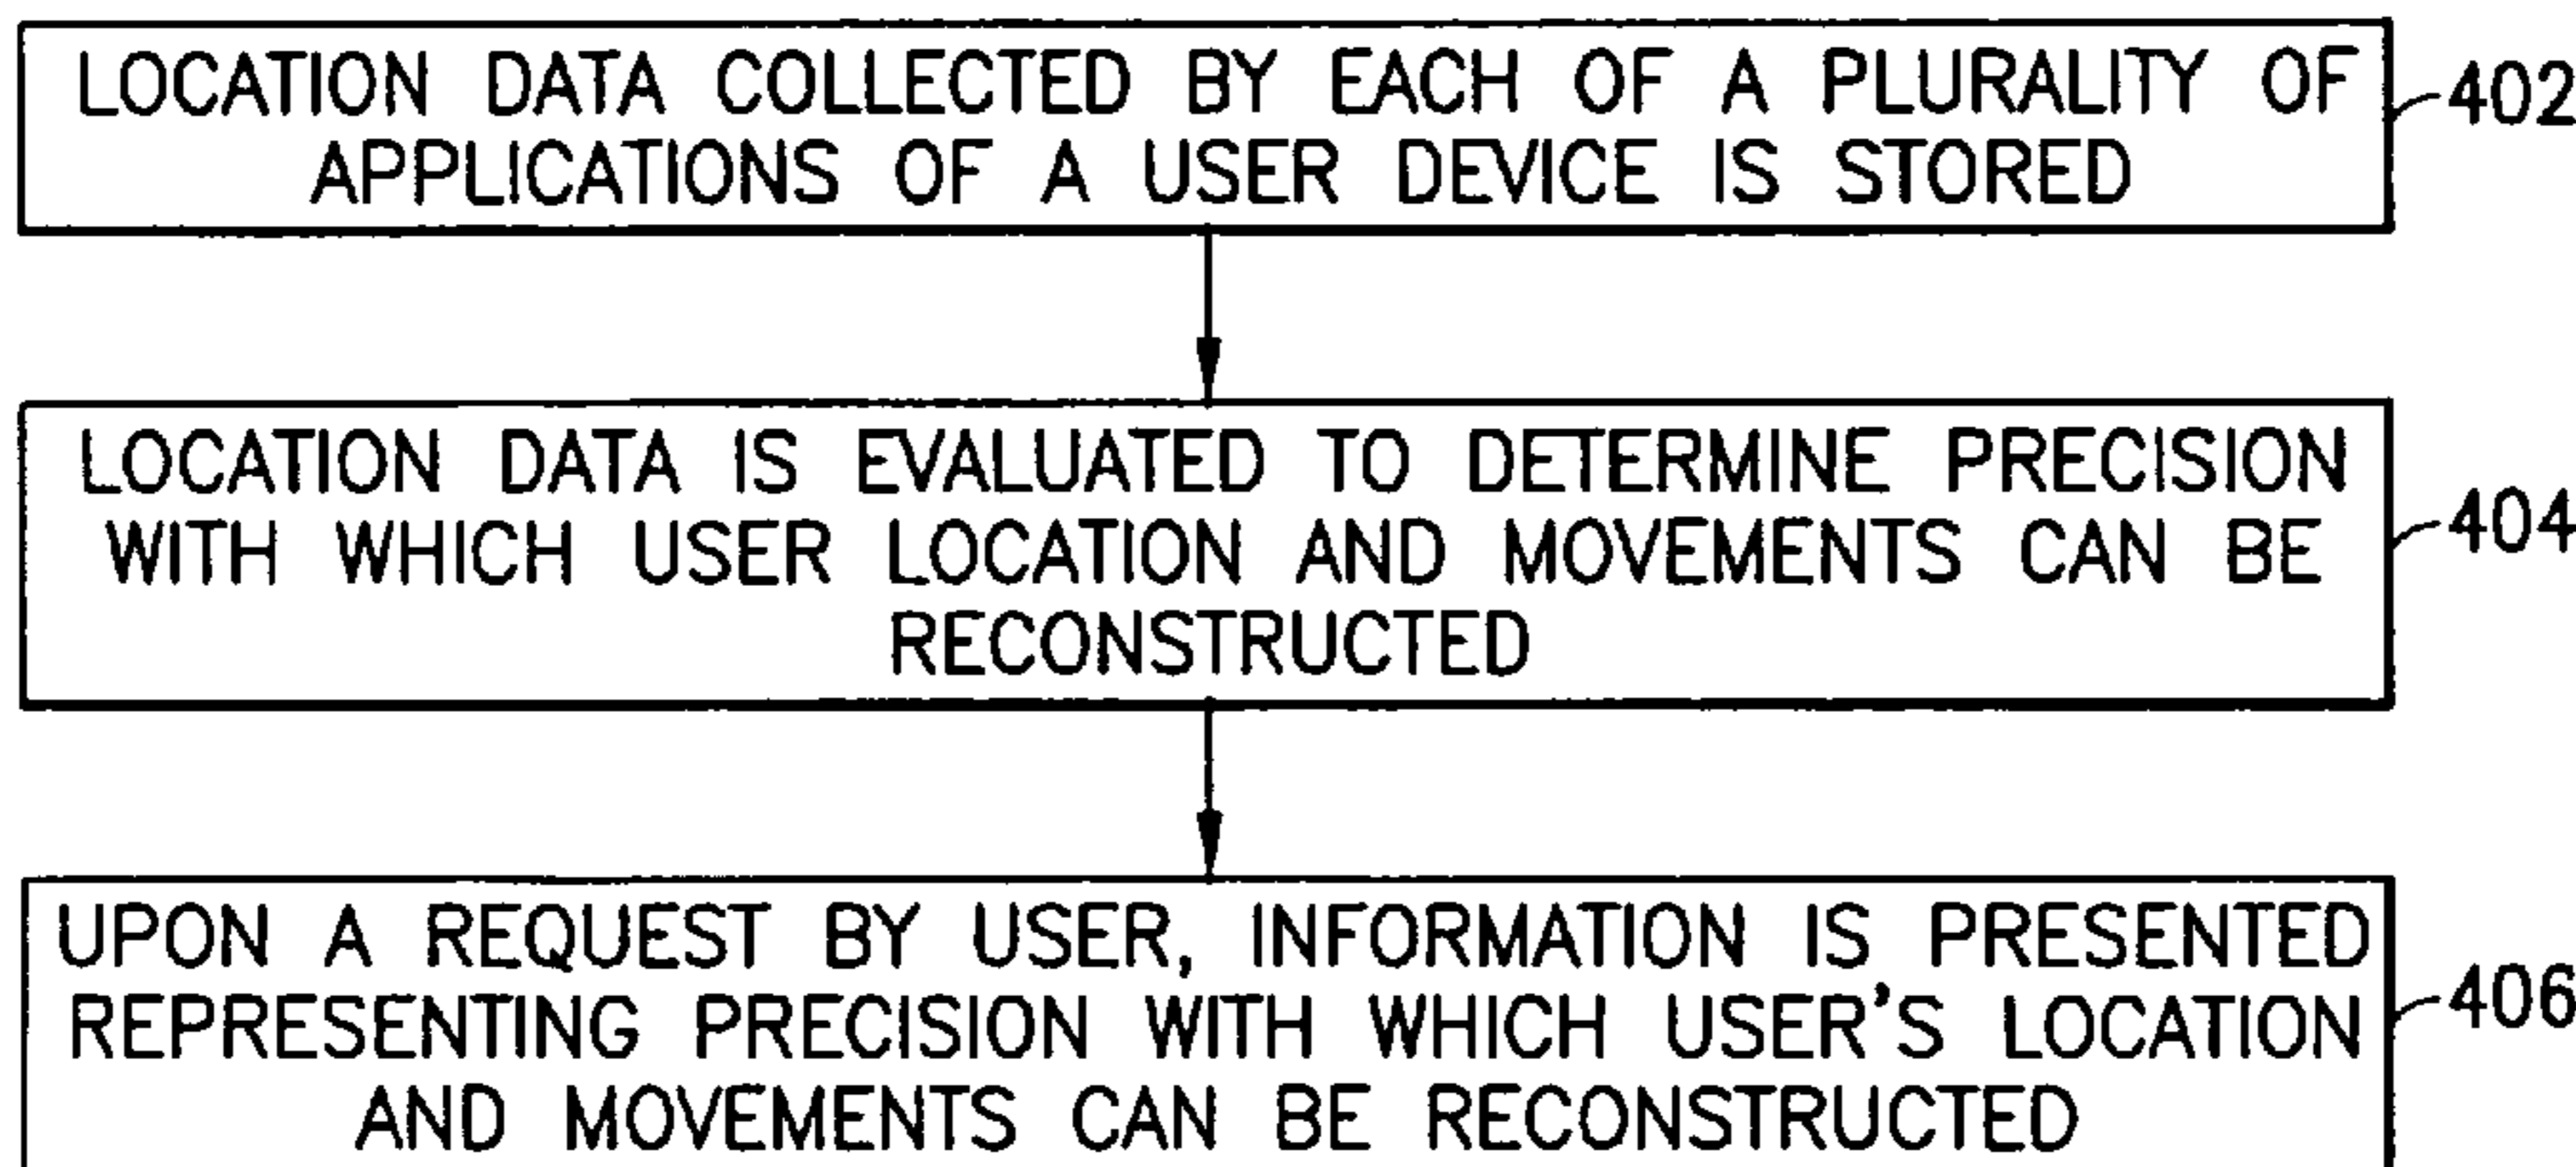 LOCATION DATA COLLECTED BY EACH OF A PLURALITY OF
APPLICATIONS OF A USER DEVICE IS STORED
402
LOCATION DATA IS EVALUATED TO DETERMINE PRECISION
WITH WHICH USER LOCATION AND MOVEMENTS CAN BE
RECONSTRUCTED
404
UPON A REQUEST BY USER, INFORMATION IS PRESENTED
REPRESENTING PRECISION WITH WHICH USER'S LOCATION
AND MOVEMENTS CAN BE RECONSTRUCTED
406